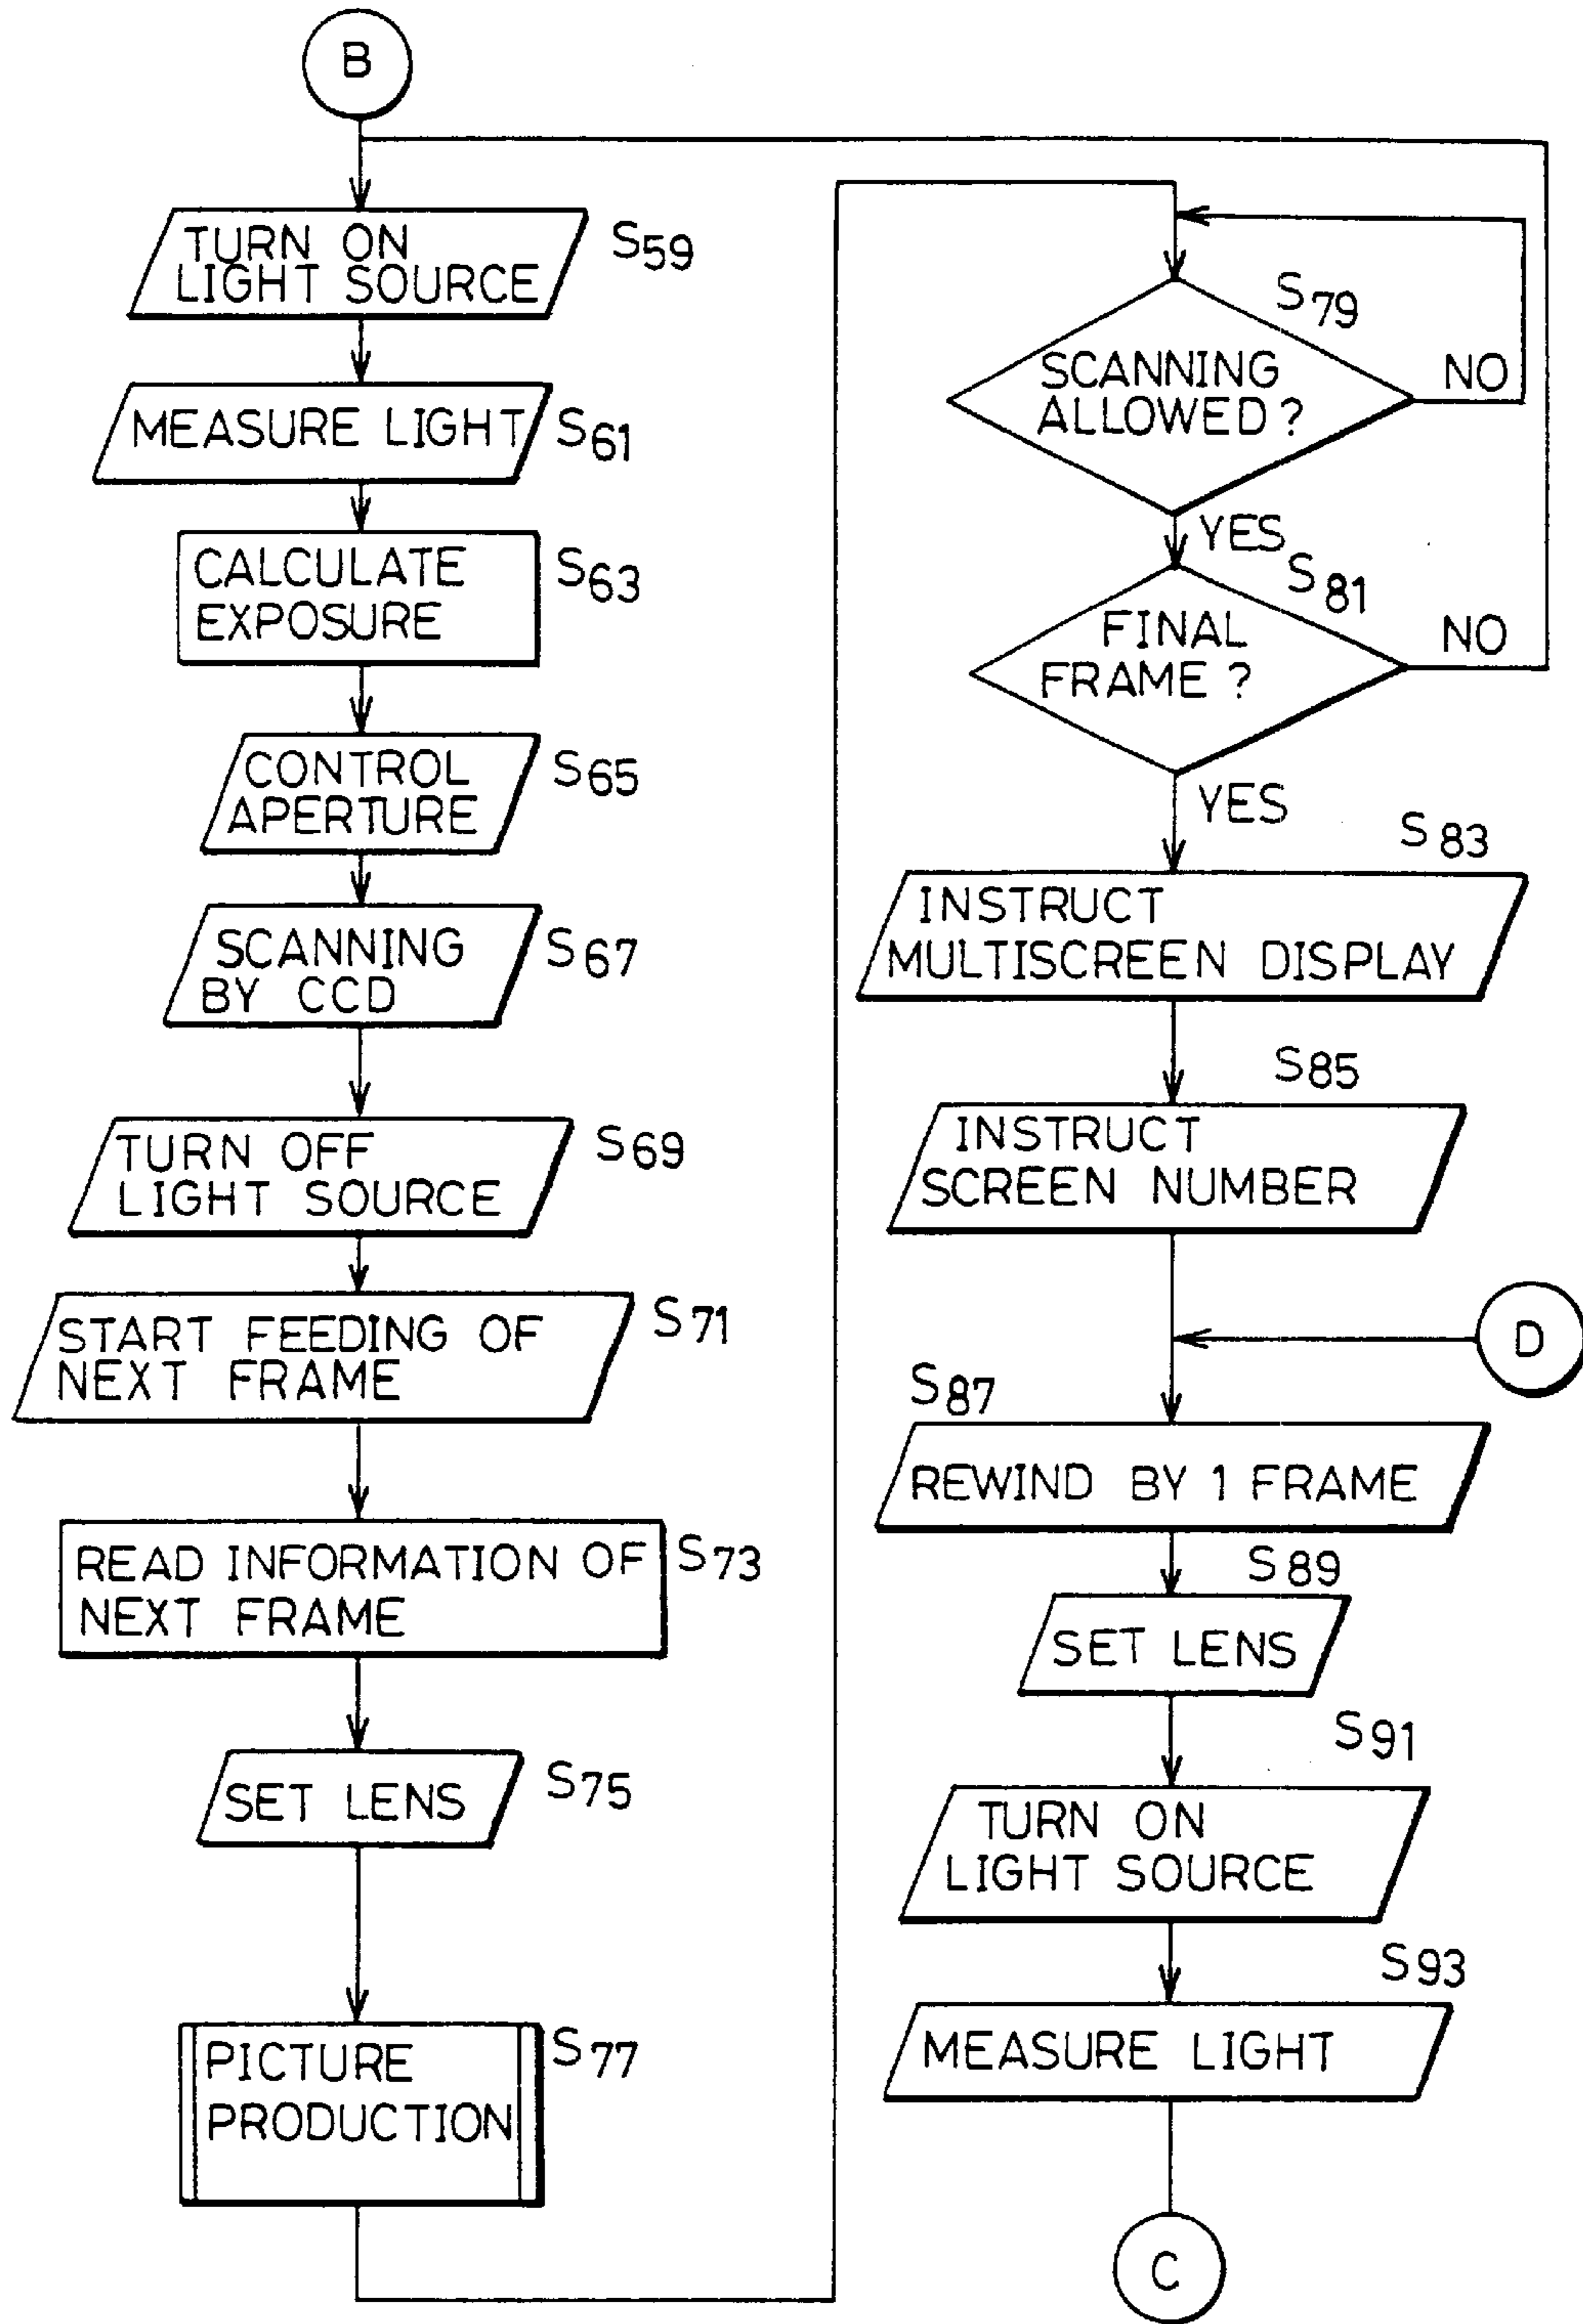 B
TURN ON
LIGHT SOURCE
S59
MEASURE LIGHT
S61
CALCULATE
EXPOSURE
S63
CONTROL
APERTURE
S65
SCANNING
BY CCD
S67
TURN OFF
LIGHT SOURCE
S69
START FEEDING OF
NEXT FRAME
S71
READ INFORMATION OF
NEXT FRAME
S73
SET LENS
S75
PICTURE
PRODUCTION
S77
S79
SCANNING
ALLOWED ?
NO
YES
S81
FINAL
FRAME ?
NO
YES
S83
INSTRUCT
MULTISCREEN DISPLAY
S85
INSTRUCT
SCREEN NUMBER
D
S87
REWIND BY 1 FRAME
S89
SET LENS
S91
TURN ON
LIGHT SOURCE
S93
MEASURE LIGHT
C